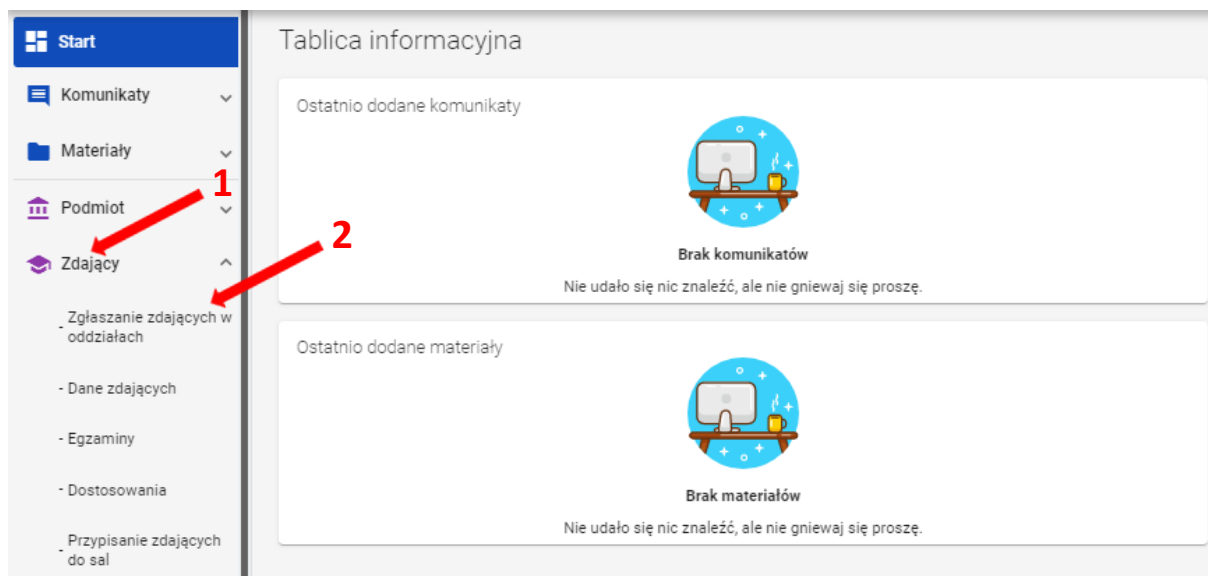 Start
Komunikaty
Materiały
1
Podmiot
2
Zdający
- Zgłaszanie zdających w
oddziałach
- Dane zdających
- Egzaminy
- Dostosowania
- Przypisanie zdających
do sal
Tablica informacyjna
Ostatnio dodane komunikaty
Brak komunikatów
Nie udało się nic znaleźć, ale nie gniewaj się proszę.
Ostatnio dodane materiały
Brak materiałów
Nie udało się nic znaleźć, ale nie gniewaj się proszę.